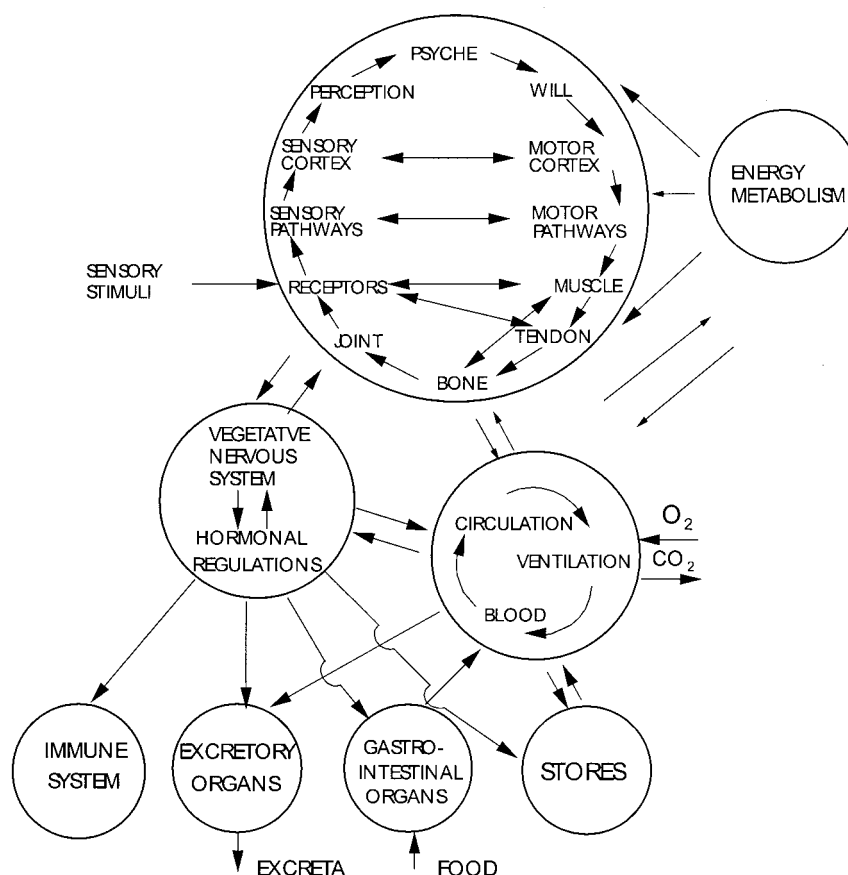 PSYCHE
PERCEPTION
WILL
SENSORY
CORTEX
MOTOR
CORTEX
ENERGY
METABOLISM
SENSORY
PATHWAYS
MOTOR
PATHWAYS
SENSORY
STIMULI
RECEPTORS
MUSCLE
JOINT
TENDON
BONE
VEGETATVE
NERVOUS
SYSTEM
HORMONAL
REGULATIONS
CIRCULATION
VENTILATION
BLOOD
O2
CO2
IMMUNE
SYSTEM
EXCRETORY
ORGANS
GASTRO-
INTESTINAL
ORGANS
STORES
EXCRETA
FOOD